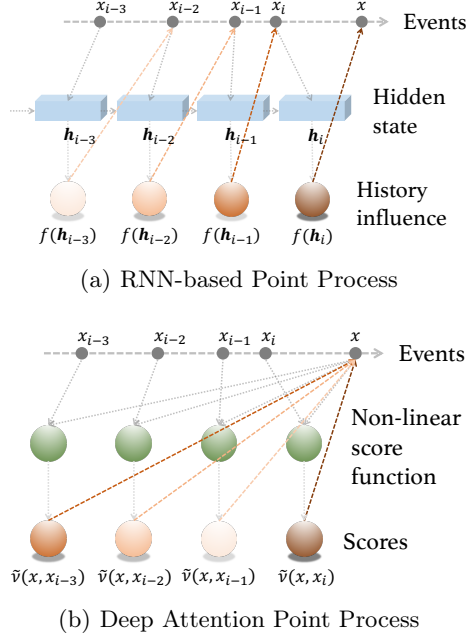 x_{i-3} x_{i-2} x_{i-1} x_i x
Events
Hidden
state
h_{i-3} h_{i-2} h_{i-1} h_i
History
influence
f(h_{i-3}) f(h_{i-2}) f(h_{i-1}) f(h_i)
(a) RNN-based Point Process
x_{i-3} x_{i-2} x_{i-1} x_i x
Events
Non-linear
score
function
Scores
ṽ(x, x_{i-3}) ṽ(x, x_{i-2}) ṽ(x, x_{i-1}) ṽ(x, x_i)
(b) Deep Attention Point Process